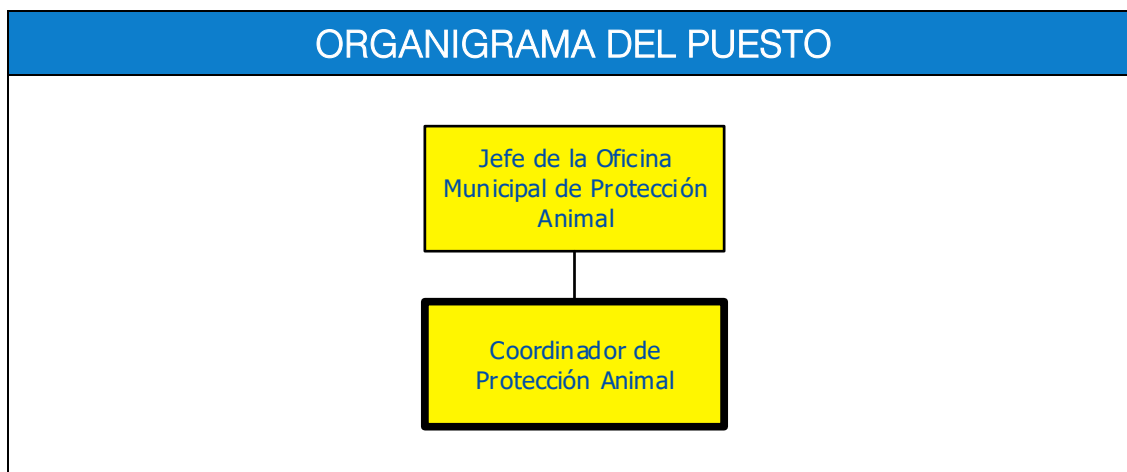 ORGANIGRAMA DEL PUESTO
Jefe de la Oficina
Municipal de Protección
Animal
Coordinador de
Protección Animal